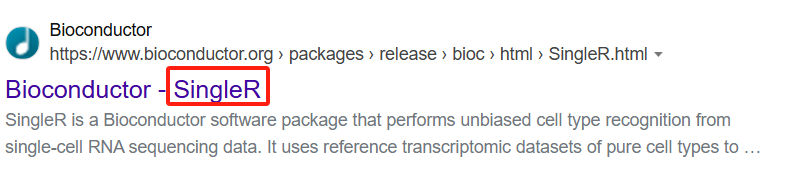 Bioconductor
https://www.bioconductor.org › packages › release › bioc › html › SingleR.html
Bioconductor - SingleR
SingleR is a Bioconductor software package that performs unbiased cell type recognition from
single-cell RNA sequencing data. It uses reference transcriptomic datasets of pure cell types to …